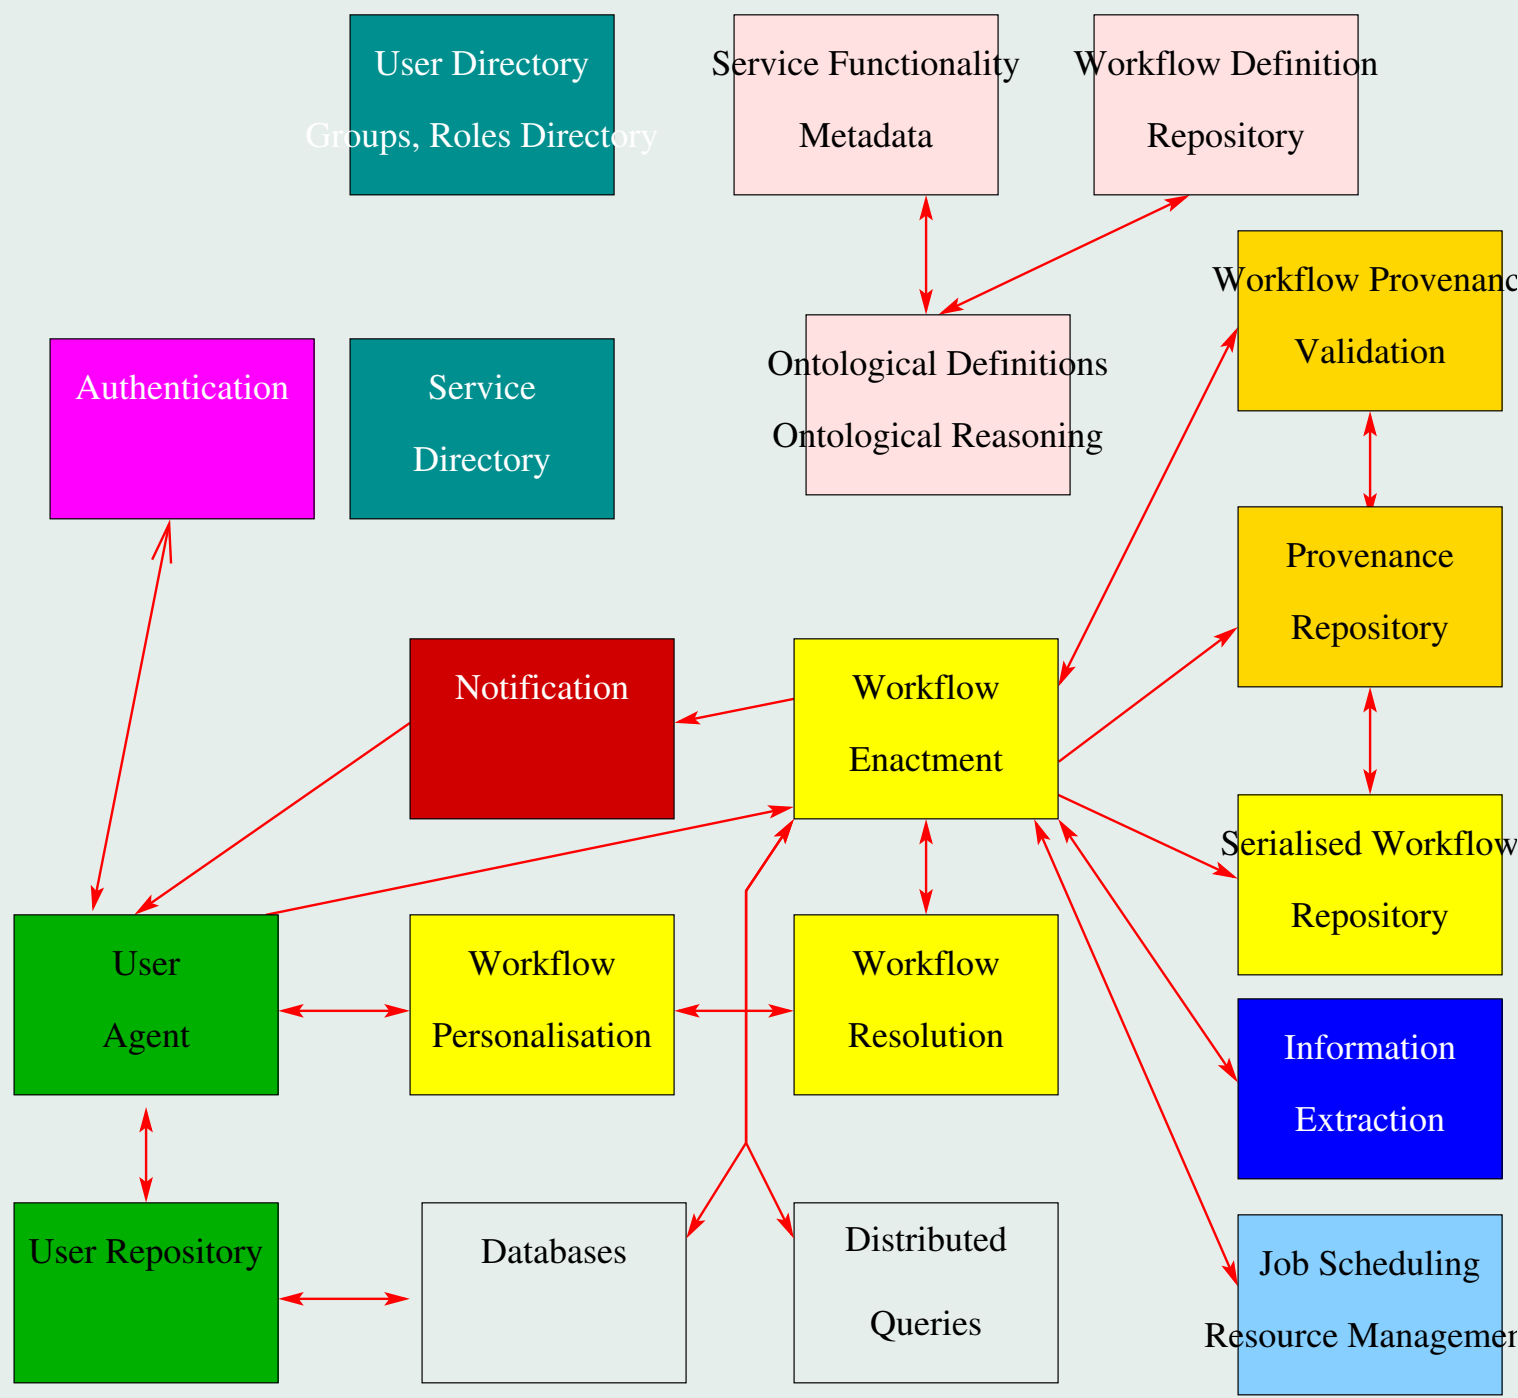 User Directory
Groups, Roles Directory
Service Functionality
Metadata
Workflow Definition
Repository
Workflow Provenanc
Validation
Authentication
Service
Directory
Ontological Definitions
Ontological Reasoning
Provenance
Repository
Notification
Workflow
Enactment
Serialised Workflow
Repository
User
Agent
Workflow
Personalisation
Workflow
Resolution
Information
Extraction
User Repository
Databases
Distributed
Queries
Job Scheduling
Resource Managemen